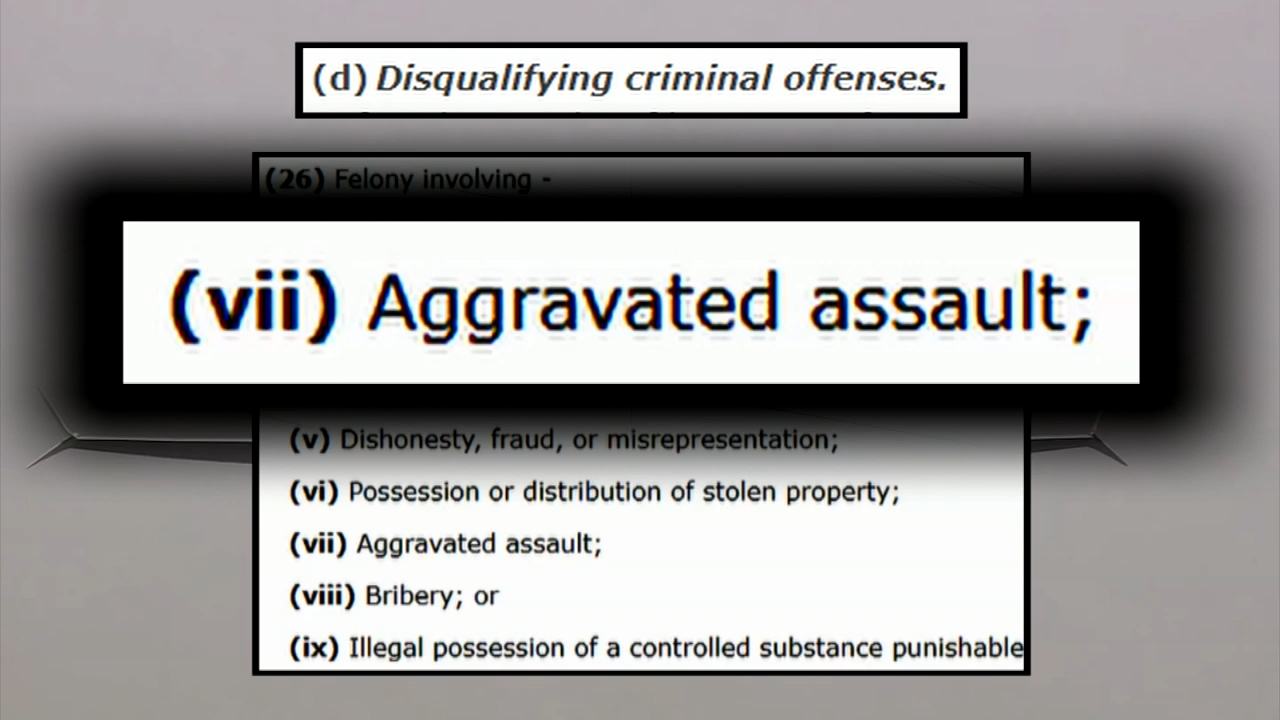 (d) Disqualifying criminal offenses.
(26) Felony involving -
(vii) Aggravated assault;
(v) Dishonesty, fraud, or misrepresentation;
(vi) Possession or distribution of stolen property;
(vii) Aggravated assault;
(viii) Bribery; or
(ix) Illegal possession of a controlled substance punishable